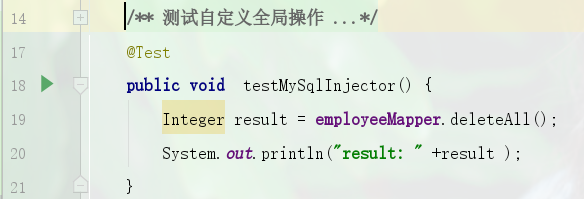 14 /** 测试自定义全局操作 ...*/
17 @Test
18 public void  testMySqlInjector() {
19 Integer result = employeeMapper.deleteAll();
20 System.out.println("result: " +result );
21 }